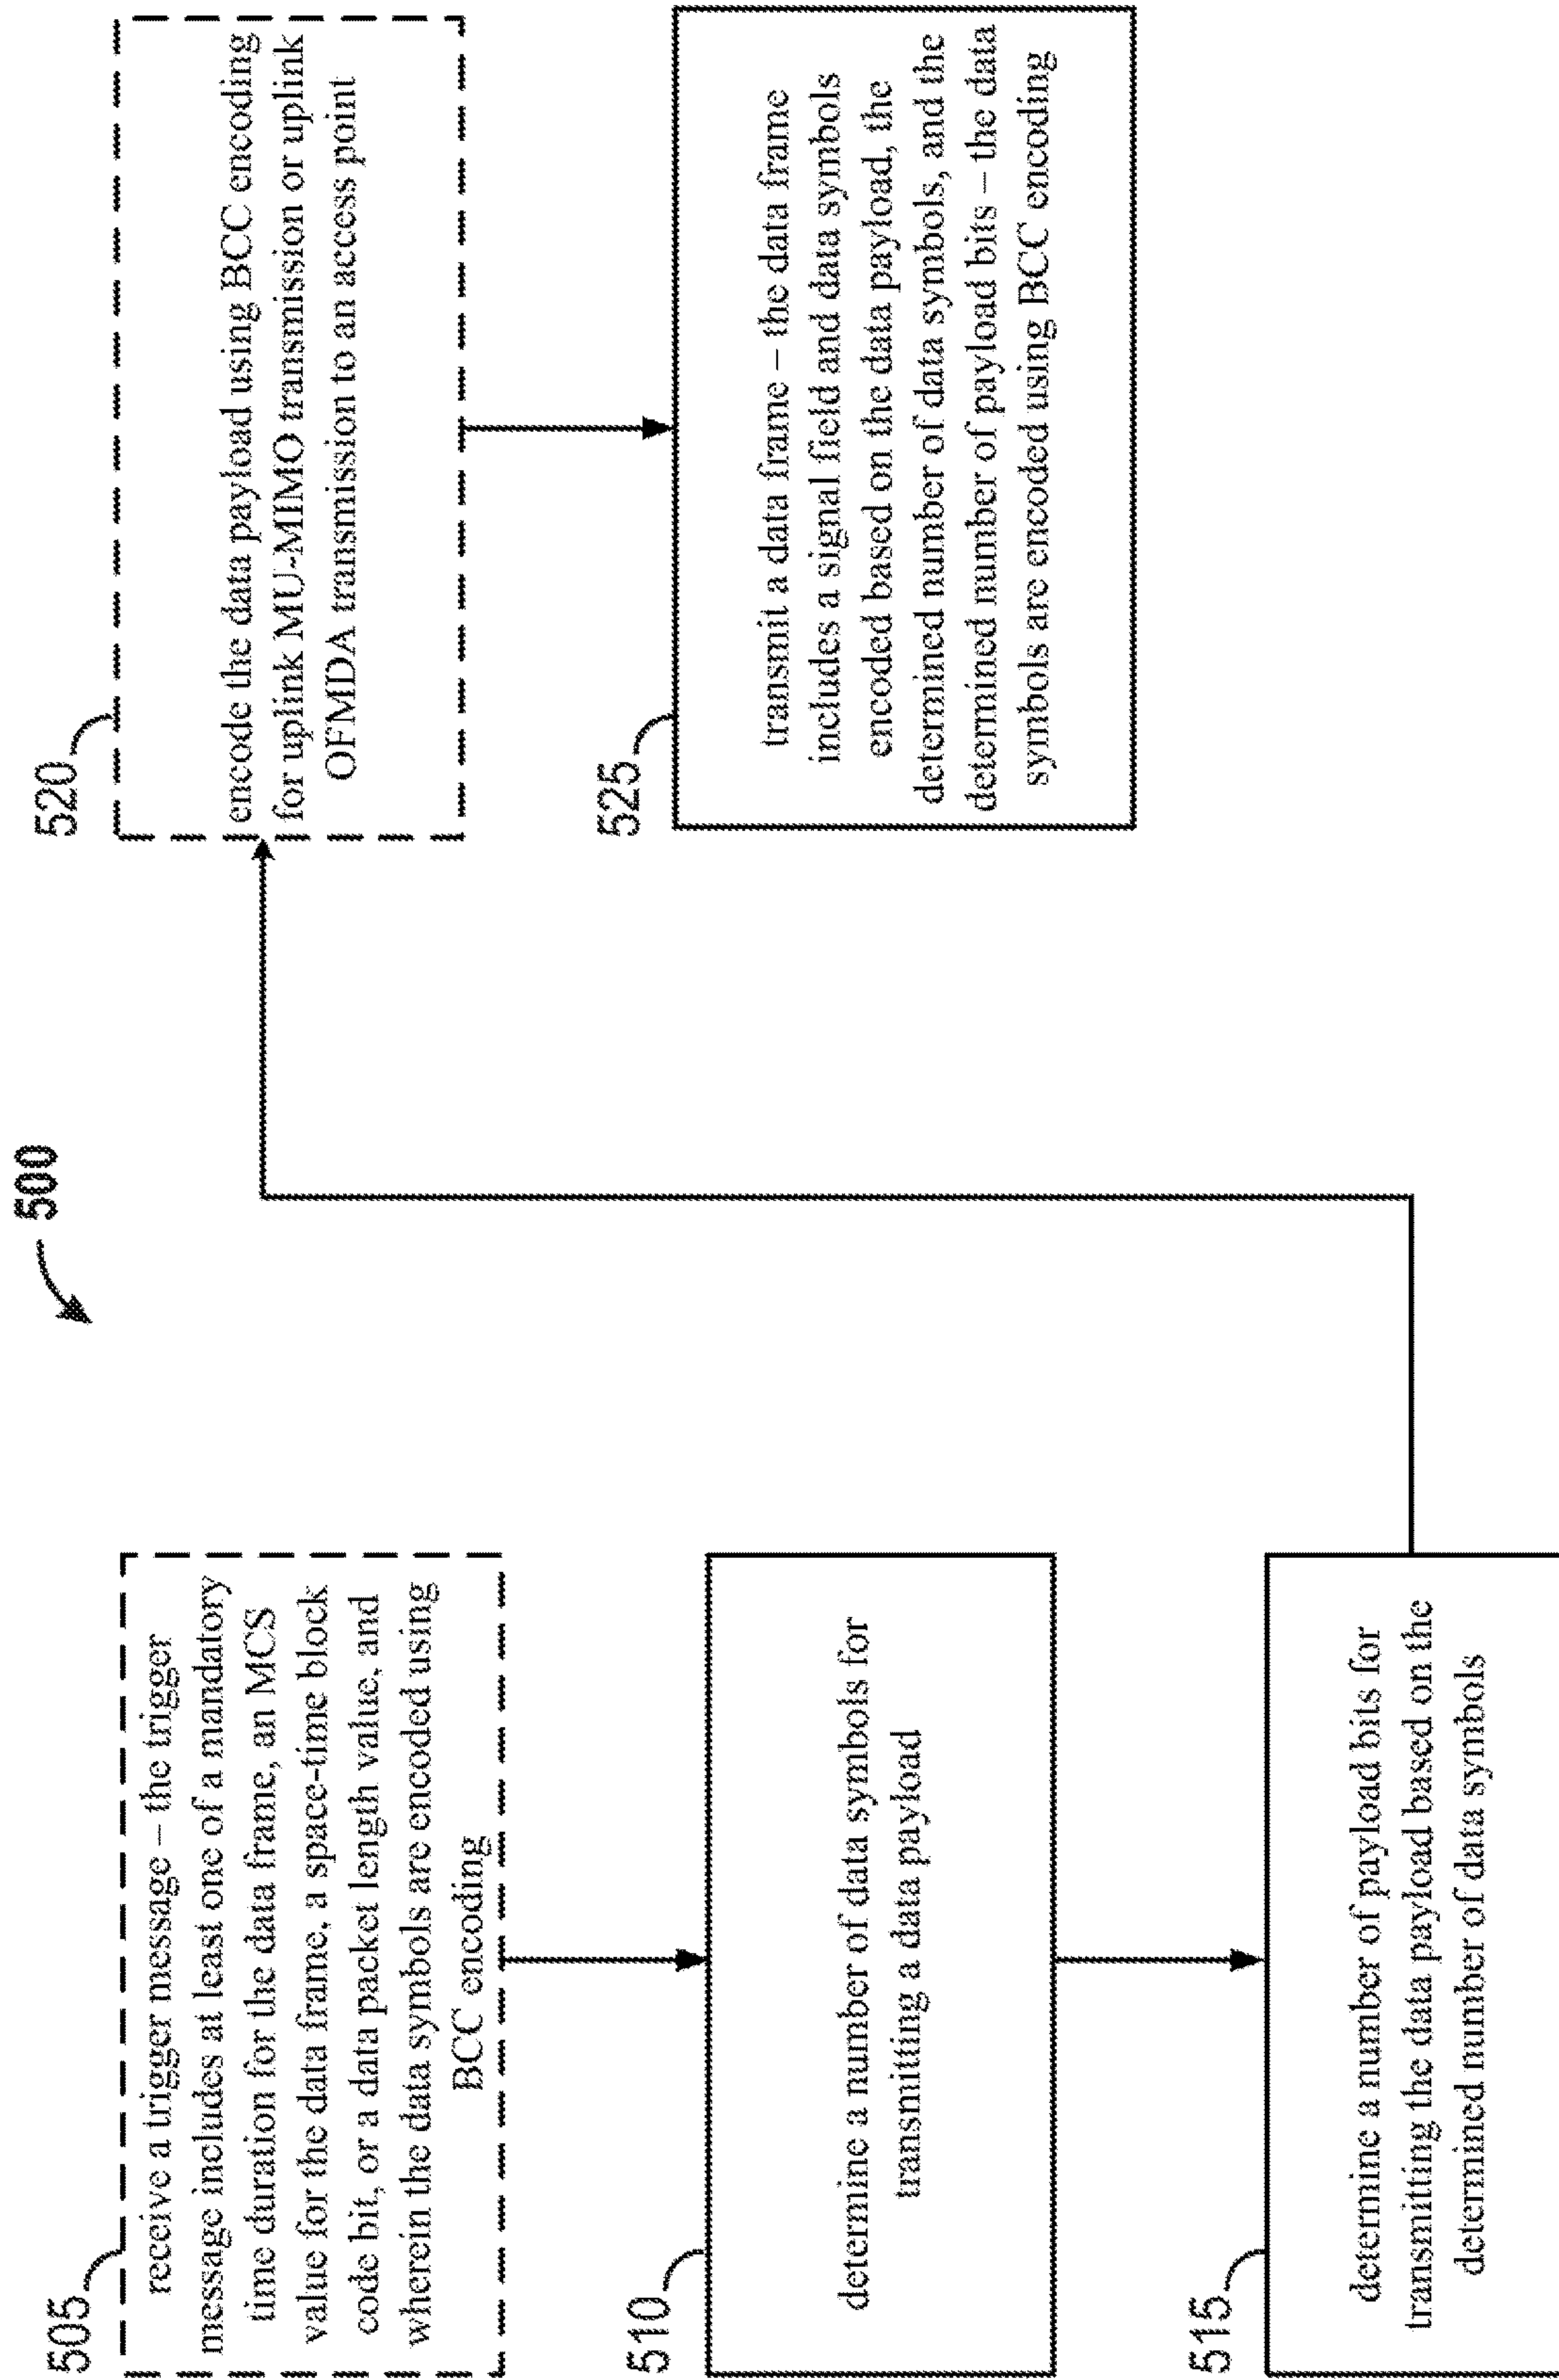 500
505
receive a trigger message – the trigger
message includes at least one of a mandatory
time duration for the data frame, an MCS
value for the data frame, a space-time block
code bit, or a data packet length value, and
wherein the data symbols are encoded using
BCC encoding
510
determine a number of data symbols for
transmitting a data payload
515
determine a number of payload bits for
transmitting the data payload based on the
determined number of data symbols
520
encode the data payload using BCC encoding
for uplink MU-MIMO transmission or uplink
OFMDA transmission to an access point
525
transmit a data frame – the data frame
includes a signal field and data symbols
encoded based on the data payload, the
determined number of data symbols, and the
determined number of payload bits – the data
symbols are encoded using BCC encoding